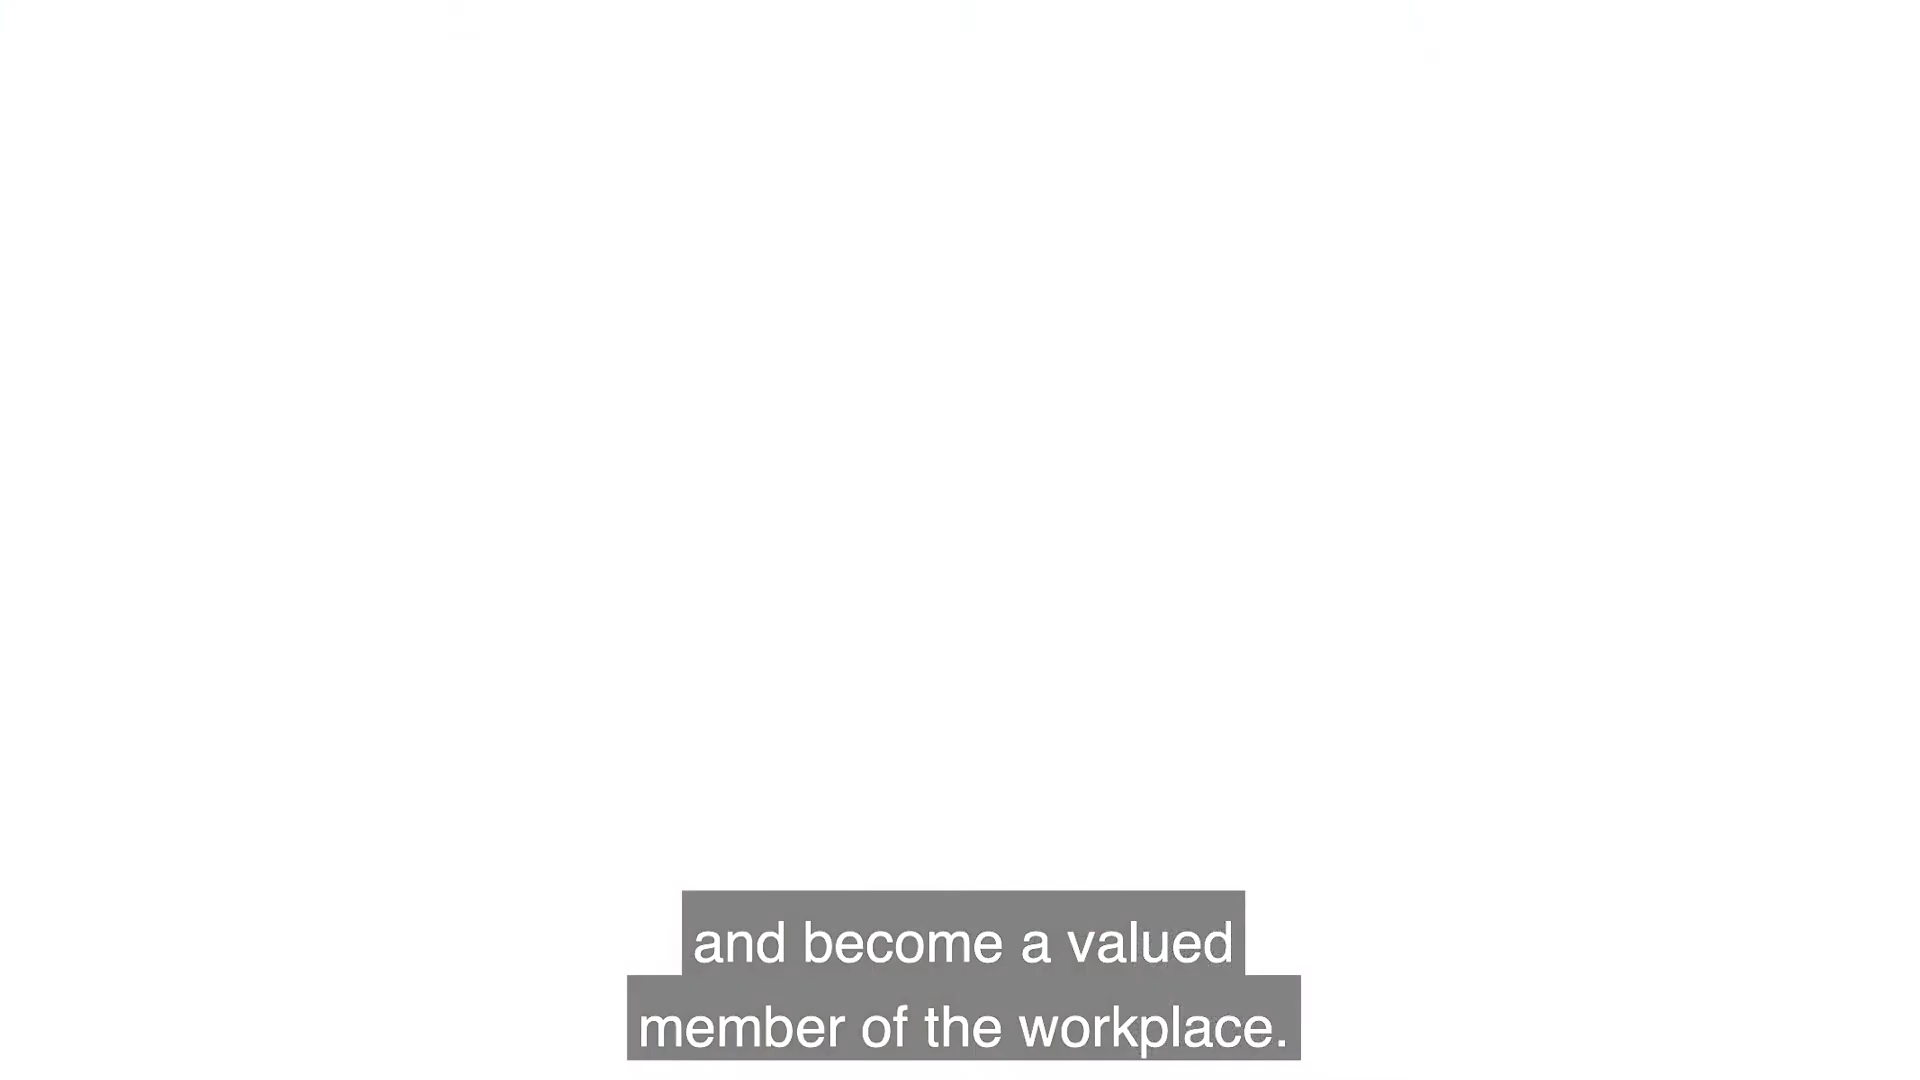 and become a valued
member of the workplace.